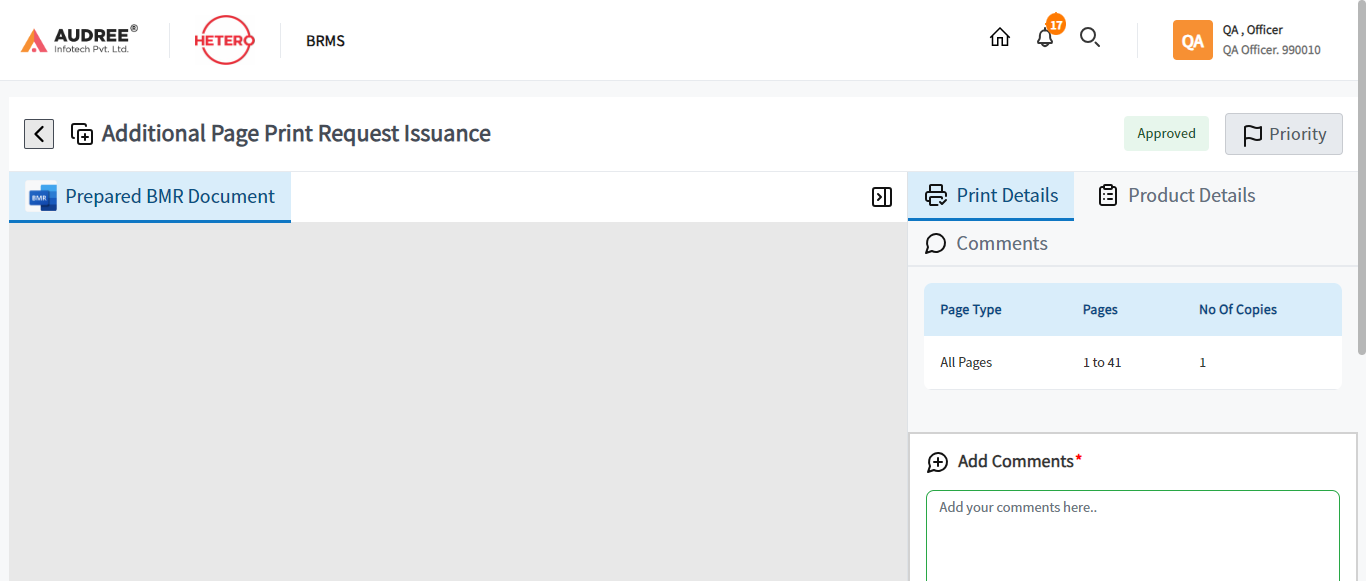 AUDREE®
Infotech Pvt. Ltd.
HETERO
BRMS
17
QA
QA , Officer
QA Officer. 990010
Additional Page Print Request Issuance
Approved
Priority
BMR
Prepared BMR Document
Print Details
Product Details
Comments
Page Type Pages No Of Copies
All Pages 1 to 41 1
Add Comments*
Add your comments here..